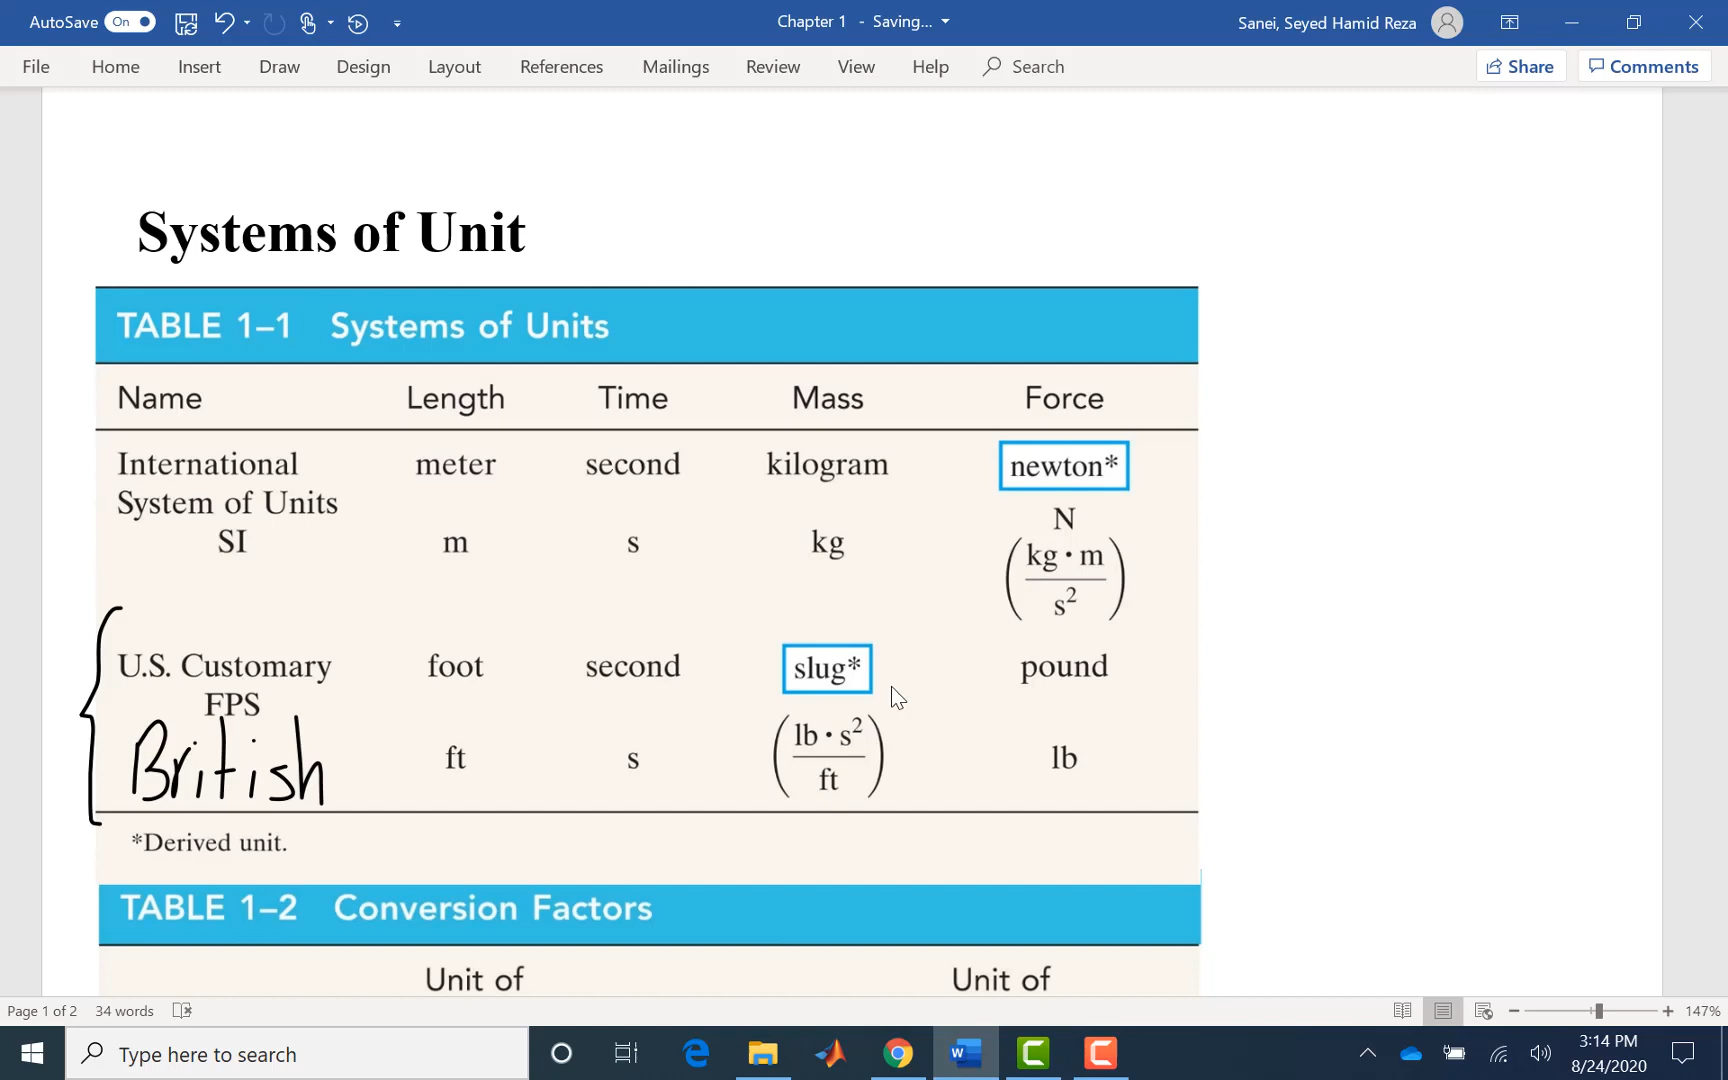 AutoSave On Chapter 1 - Saving... Sanei, Seyed Hamid Reza
File Home Insert Draw Design Layout References Mailings Review View Help Search Share Comments
Systems of Unit
TABLE 1–1 Systems of Units
Name Length Time Mass Force
International meter second kilogram newton*
System of Units
N
SI m s kg (kg · m / s²)
U.S. Customary foot second slug* pound
FPS
British ft s (lb · s² / ft) lb
*Derived unit.
TABLE 1–2 Conversion Factors
Unit of Unit of
Page 1 of 2 34 words 147%
Type here to search 3:14 PM
8/24/2020